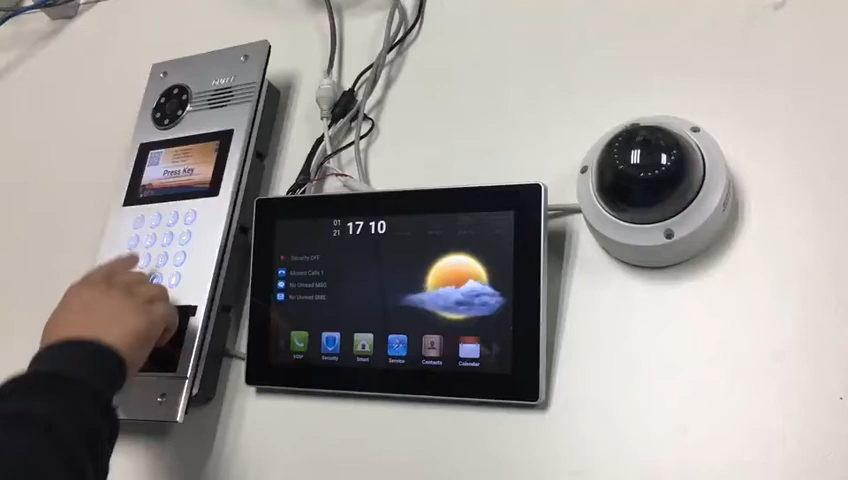 Press Key
01
21
17 10
Security OFF
Missed Calls 1
No Unread MSG
No Unread SMS
VOIP
Security
Smart
Service
Contacts
Calendar